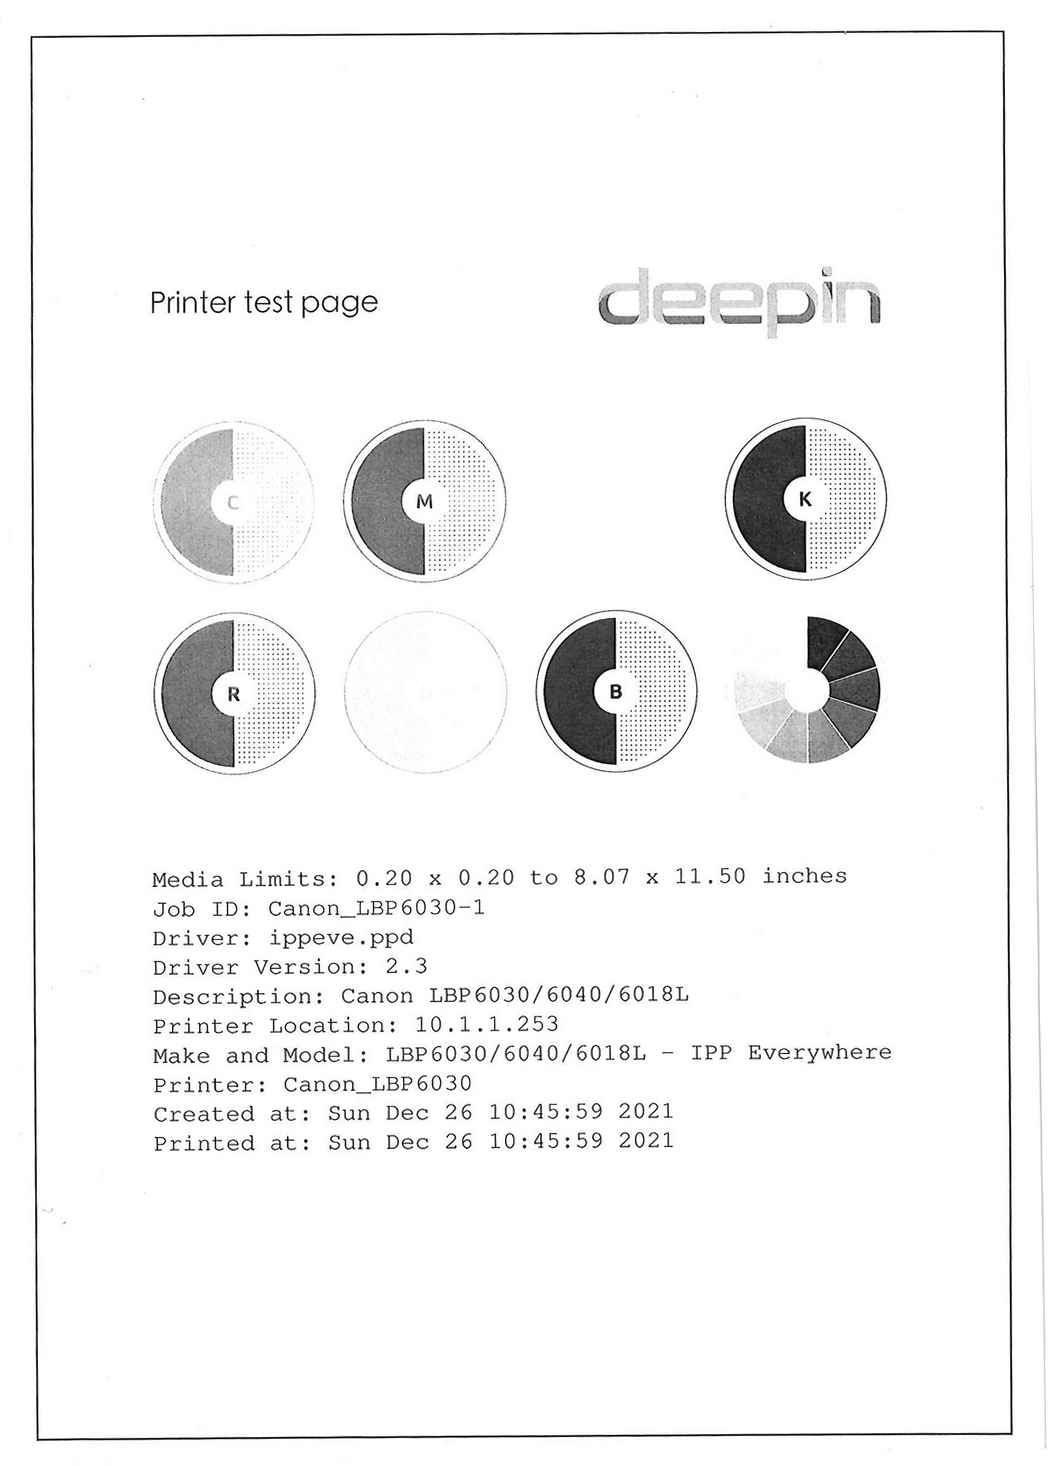 Printer test page
deepin
C
M
K
R
B
Media Limits: 0.20 x 0.20 to 8.07 x 11.50 inches
Job ID: Canon_LBP6030-1
Driver: ippeve.ppd
Driver Version: 2.3
Description: Canon LBP6030/6040/6018L
Printer Location: 10.1.1.253
Make and Model: LBP6030/6040/6018L - IPP Everywhere
Printer: Canon_LBP6030
Created at: Sun Dec 26 10:45:59 2021
Printed at: Sun Dec 26 10:45:59 2021